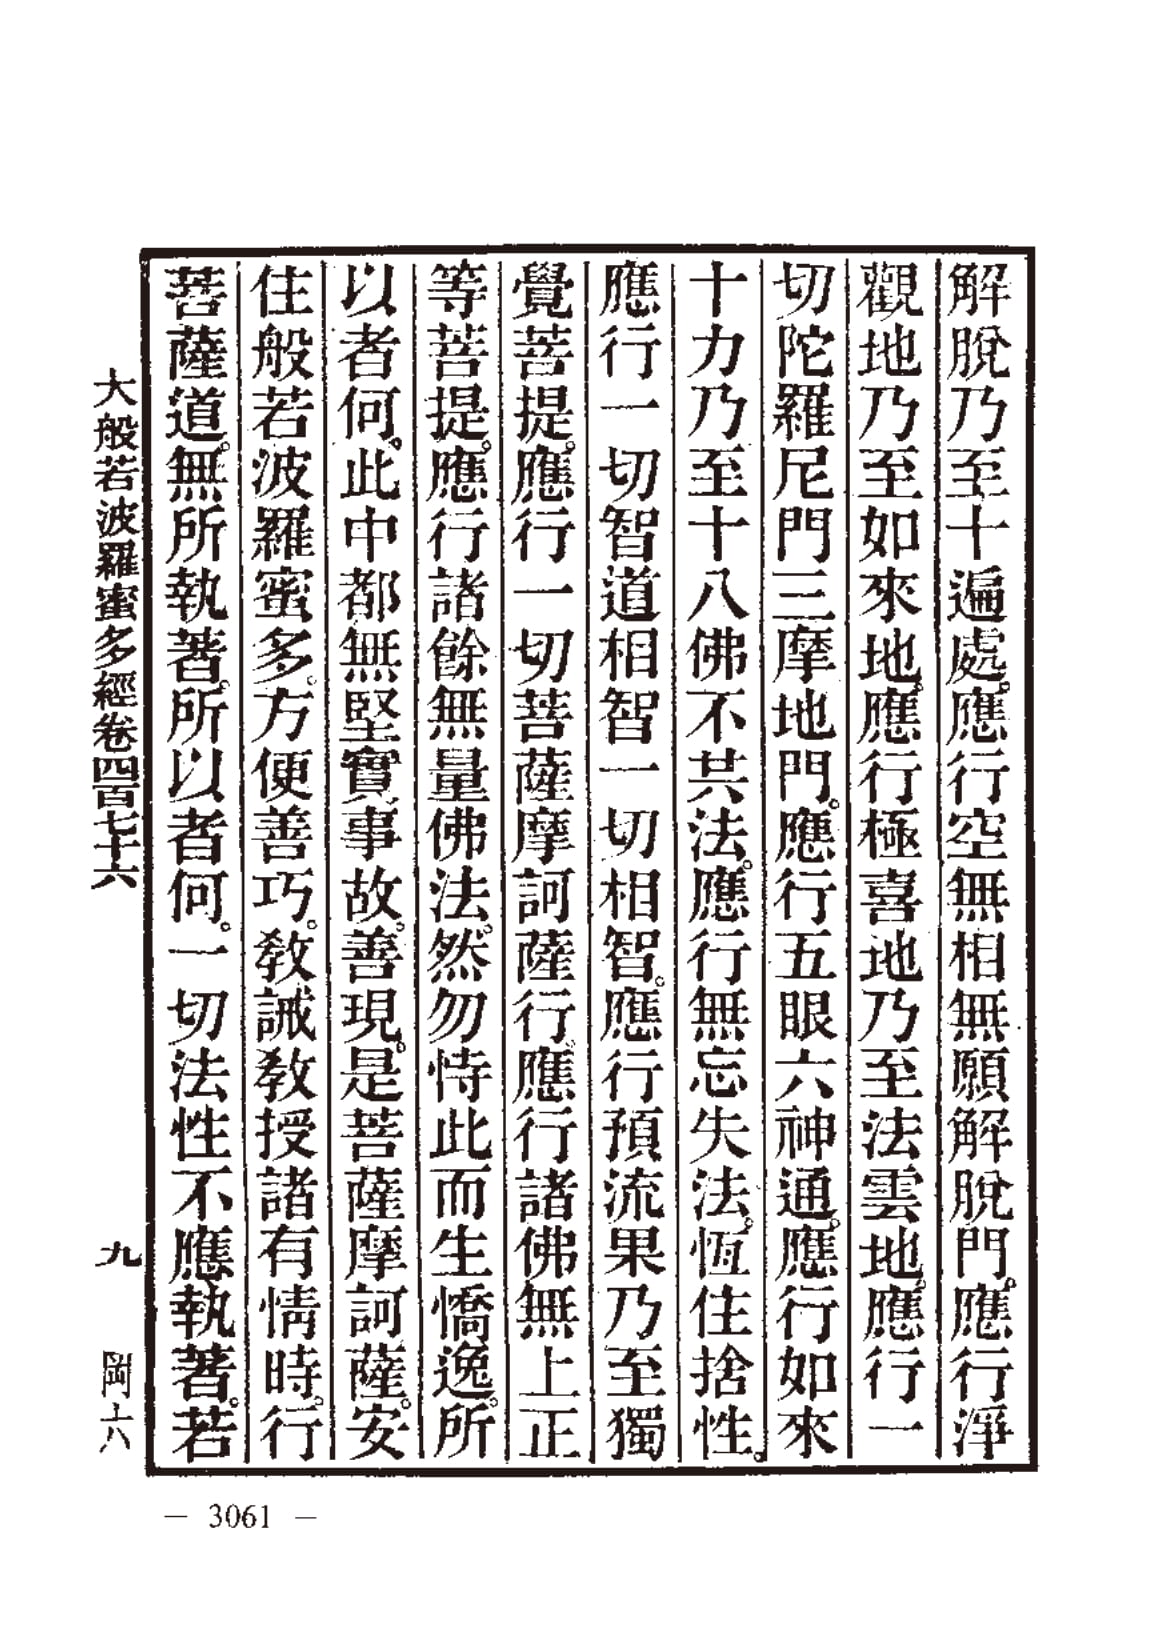 解脫乃至十遍處。應行空無相無願解脫門。應行淨
觀地乃至如來地。應行極喜地乃至法雲地。應行一
切陀羅尼門三摩地門。應行五眼六神通。應行如來
十力乃至十八佛不共法。應行無忘失法。恆住捨性。
應行一切智道相智一切相智。應行預流果乃至獨
覺菩提。應行一切菩薩摩訶薩行。應行諸佛無上正
等菩提。應行諸餘無量佛法。然勿恃此而生憍逸。所
以者何。此中都無堅實事故。善現。是菩薩摩訶薩。安
住般若波羅蜜多。方便善巧。教誡教授諸有情時。行
菩薩道。無所執著。所以者何。一切法性不應執著。若
大般若波羅蜜多經卷四百七十六 九 岡六
— 3061 —